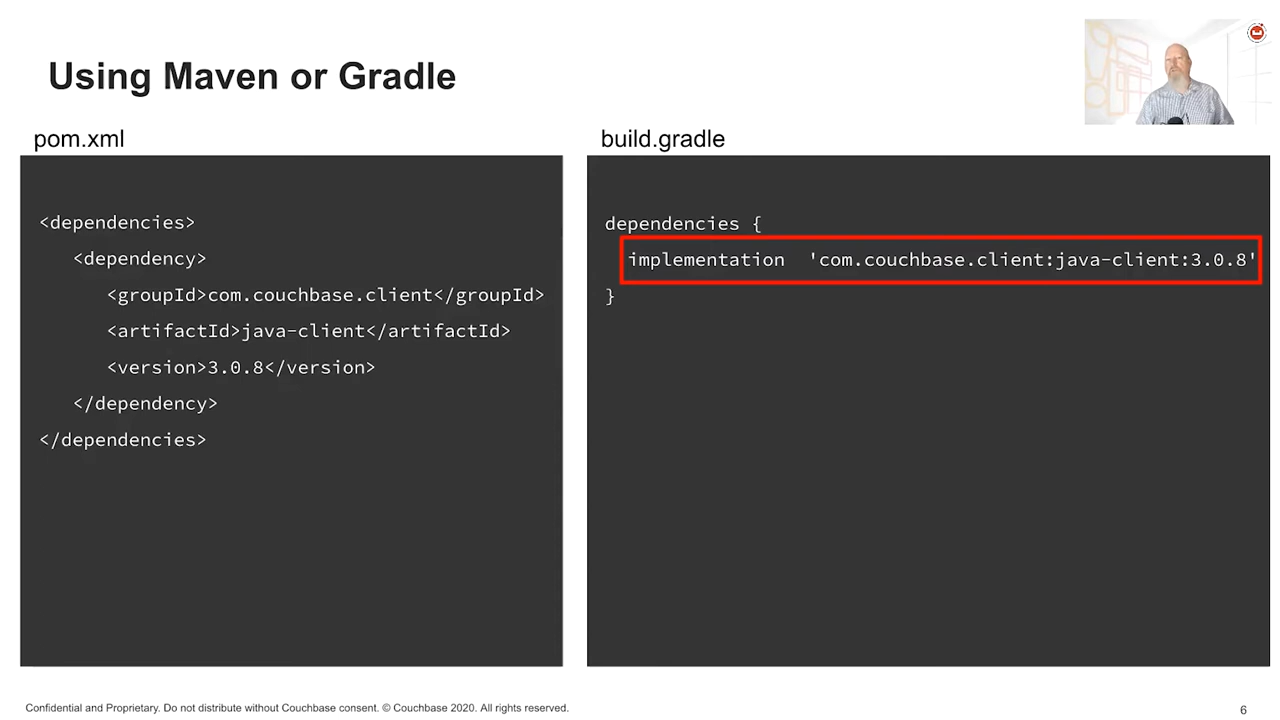 Using Maven or Gradle
pom.xml
<dependencies>
<dependency>
<groupId>com.couchbase.client</groupId>
<artifactId>java-client</artifactId>
<version>3.0.8</version>
</dependency>
</dependencies>
build.gradle
dependencies {
implementation 'com.couchbase.client:java-client:3.0.8'
}
Confidential and Proprietary. Do not distribute without Couchbase consent. © Couchbase 2020. All rights reserved.
6